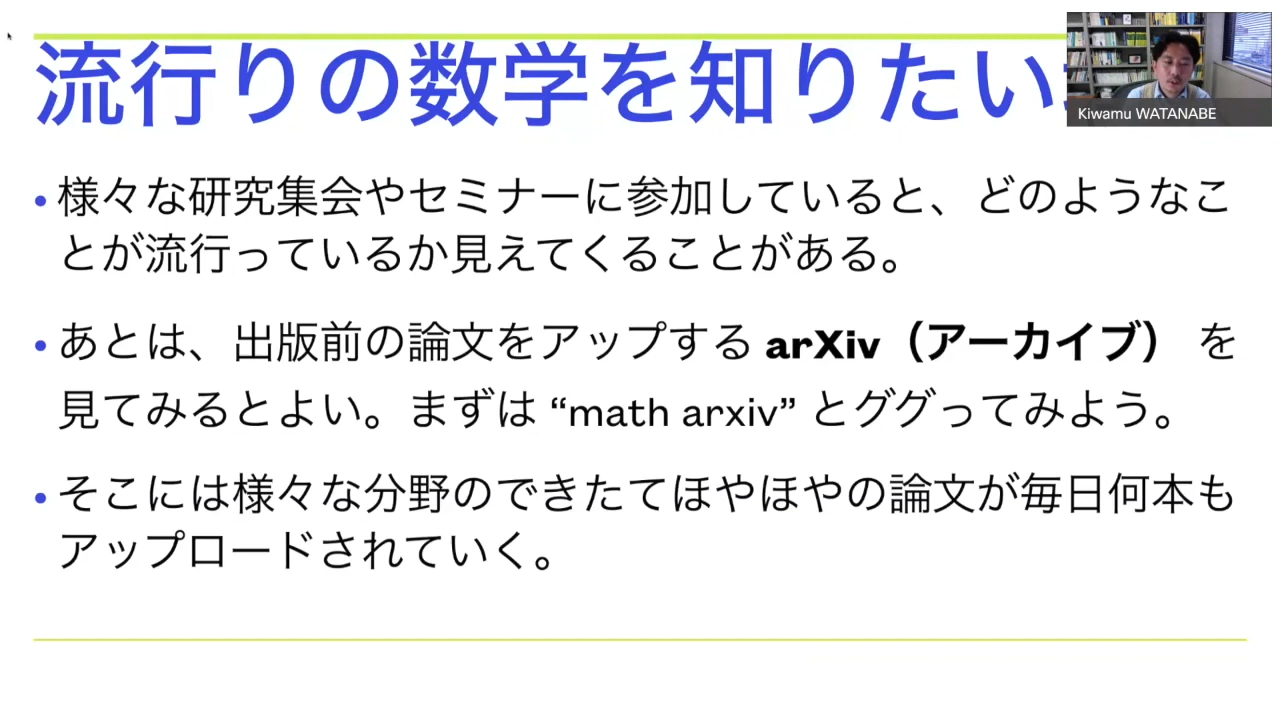 流行りの数学を知りたい
Kiwamu WATANABE
• 様々な研究集会やセミナーに参加していると、どのようなこ
とが流行っているか見えてくることがある。
• あとは、出版前の論文をアップする arXiv（アーカイブ） を
見てみるとよい。まずは “math arxiv” とググってみよう。
• そこには様々な分野のできたてほやほやの論文が毎日何本も
アップロードされていく。